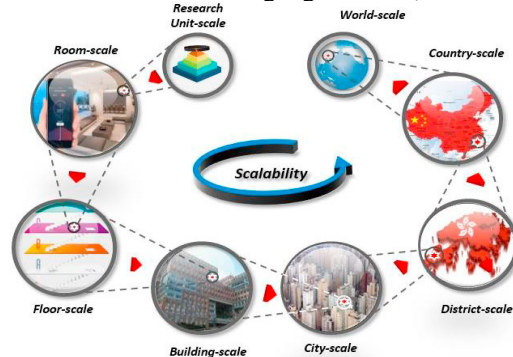 Research
Unit-scale
World-scale
Room-scale
Country-scale
Scalability
Floor-scale
District-scale
Building-scale
City-scale